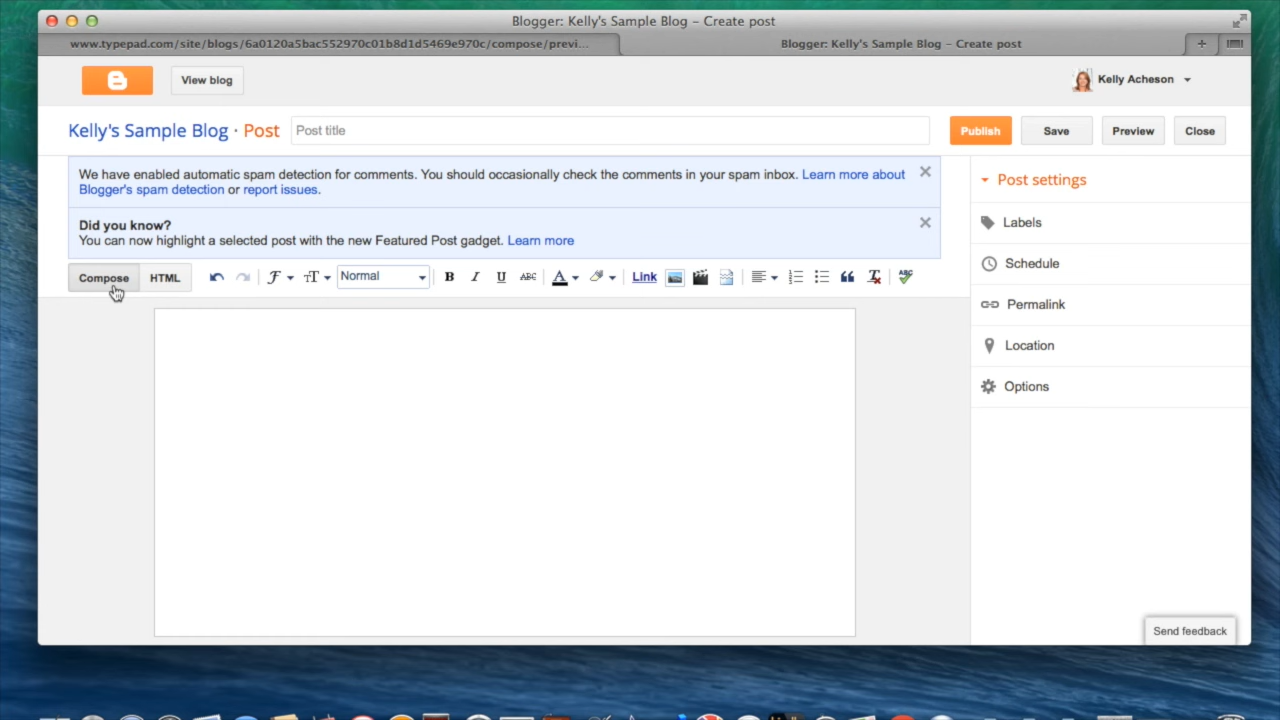 Blogger: Kelly's Sample Blog – Create post
www.typepad.com/site/blogs/6a0120a5bac552970c01b8d1d5469e970c/compose/previ...
Blogger: Kelly's Sample Blog – Create post
View blog
Kelly Acheson
Kelly's Sample Blog · Post
Post title
Publish
Save
Preview
Close
We have enabled automatic spam detection for comments. You should occasionally check the comments in your spam inbox. Learn more about
Blogger's spam detection or report issues.
Did you know?
You can now highlight a selected post with the new Featured Post gadget. Learn more
Compose
HTML
Normal
B
I
U
ABC
A
Link
ABC
Post settings
Labels
Schedule
Permalink
Location
Options
Send feedback